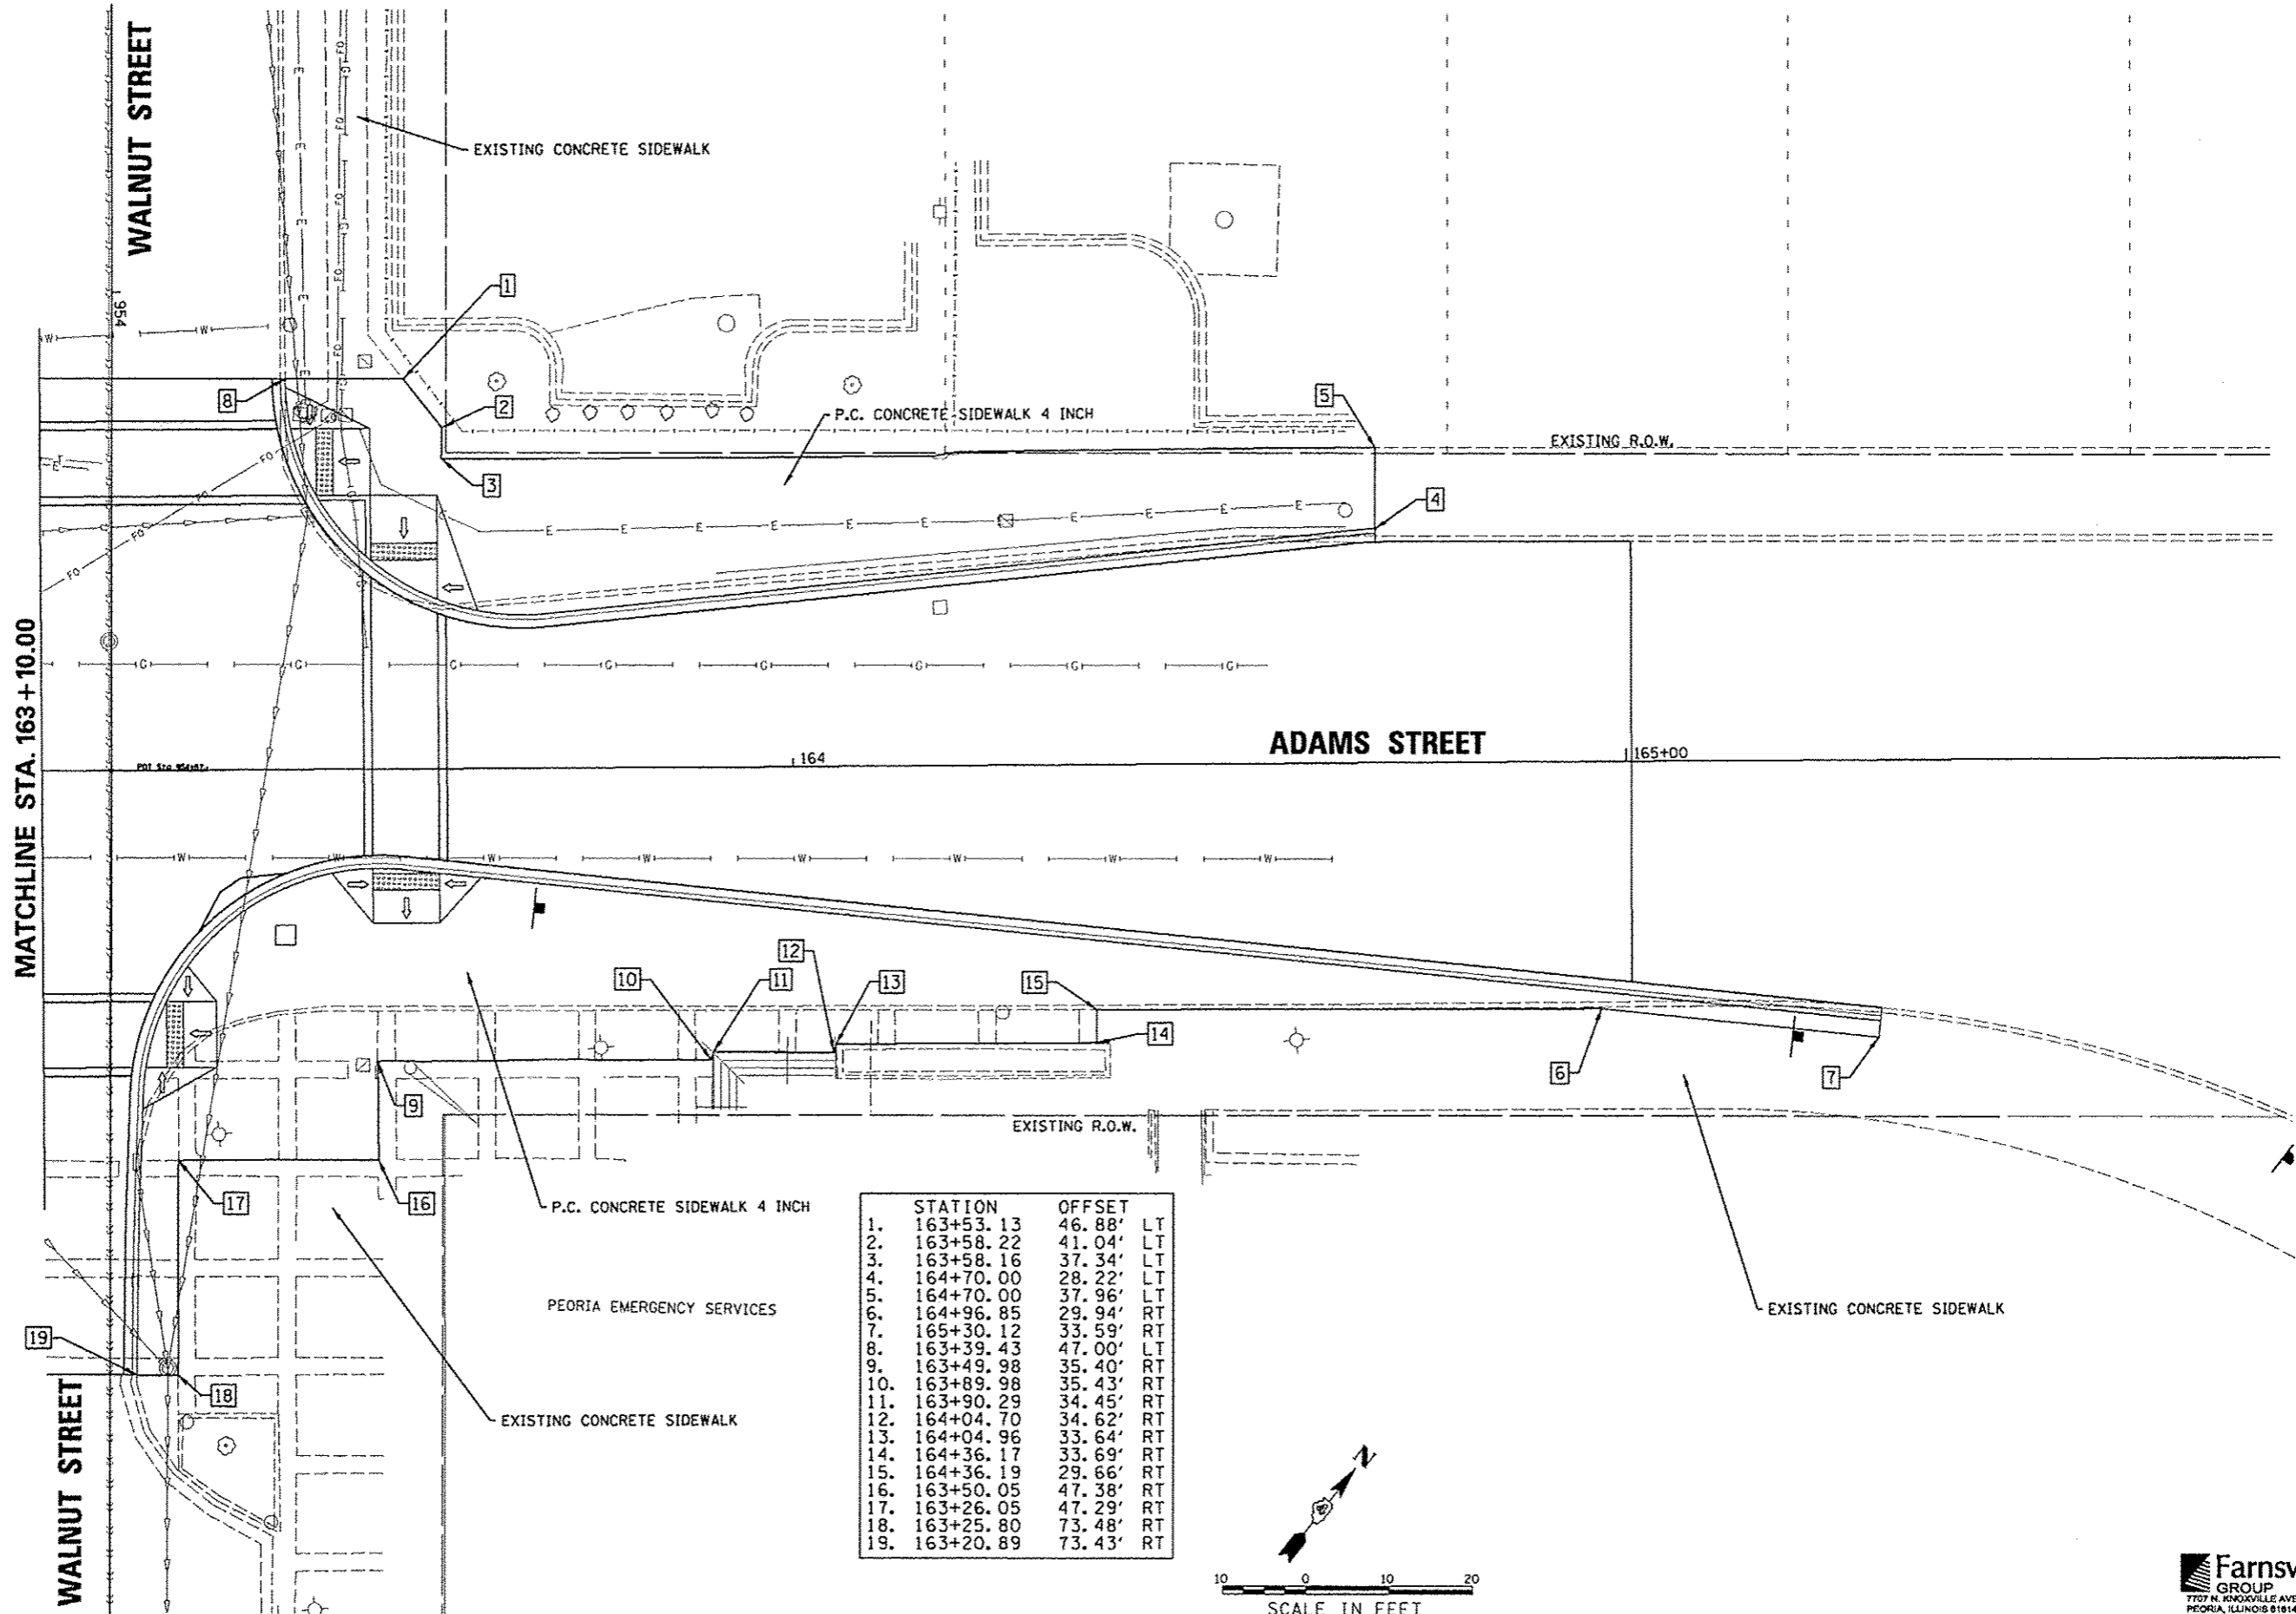 WALNUT STREET
EXISTING CONCRETE SIDEWALK
954
1
8
2
P.C. CONCRETE SIDEWALK 4 INCH
5
EXISTING R.O.W.
3
4
MATCHLINE STA. 163+10.00
ADAMS STREET
164
165+00
12
10
11
13
15
14
6
7
9
EXISTING R.O.W.
17
16
P.C. CONCRETE SIDEWALK 4 INCH
PEORIA EMERGENCY SERVICES
EXISTING CONCRETE SIDEWALK
19
18
EXISTING CONCRETE SIDEWALK
WALNUT STREET
STATION OFFSET
1. 163+53.13 46.88' LT
2. 163+58.22 41.04' LT
3. 163+58.16 37.34' LT
4. 164+70.00 28.22' LT
5. 164+70.00 37.96' LT
6. 164+96.85 29.94' RT
7. 165+30.12 33.59' RT
8. 163+39.43 47.00' LT
9. 163+49.98 35.40' RT
10. 163+89.98 35.43' RT
11. 163+90.29 34.45' RT
12. 164+04.70 34.62' RT
13. 164+04.96 33.64' RT
14. 164+36.17 33.69' RT
15. 164+36.19 29.66' RT
16. 163+50.05 47.38' RT
17. 163+26.05 47.29' RT
18. 163+25.80 73.48' RT
19. 163+20.89 73.43' RT
N
10 0 10 20
SCALE IN FEET
Farnsw
GROUP
7707 N. KNOXVILLE AVE
PEORIA, ILLINOIS 61614